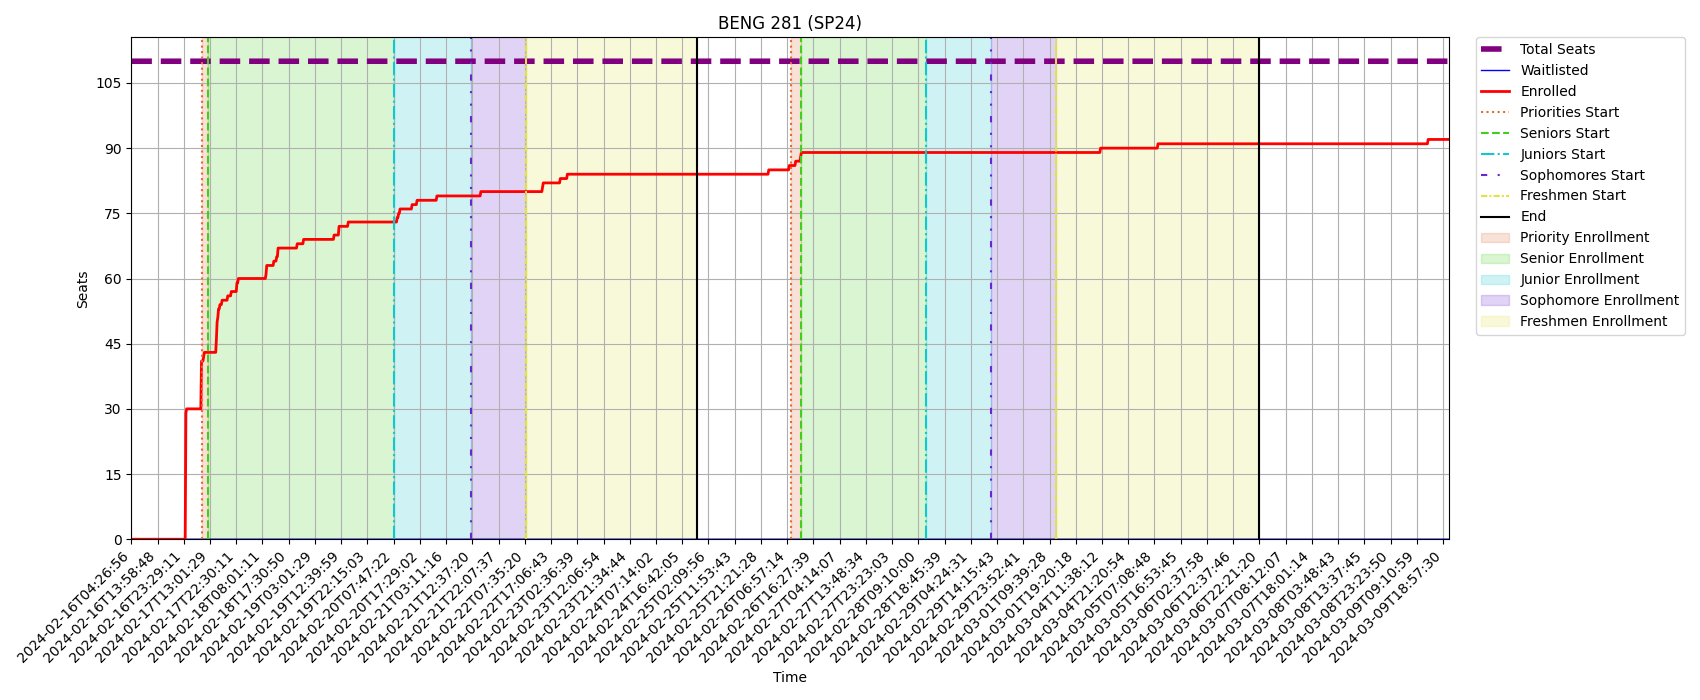 BENG 281 (SP24)
Seats
105
90
75
60
45
30
15
0
2024-02-16T04:26:56
2024-02-16T13:58:48
2024-02-16T23:29:11
2024-02-17T13:01:29
2024-02-17T22:30:11
2024-02-18T08:01:11
2024-02-18T17:30:50
2024-02-19T03:01:29
2024-02-19T12:39:59
2024-02-19T22:15:03
2024-02-20T07:47:22
2024-02-20T17:29:02
2024-02-21T03:11:16
2024-02-21T12:37:20
2024-02-21T22:07:37
2024-02-22T07:35:20
2024-02-22T17:06:43
2024-02-23T02:36:39
2024-02-23T12:06:54
2024-02-23T21:34:44
2024-02-24T07:14:02
2024-02-24T16:42:05
2024-02-25T02:09:56
2024-02-25T11:53:43
2024-02-25T21:21:28
2024-02-26T06:57:14
2024-02-26T16:27:39
2024-02-27T04:14:07
2024-02-27T13:48:34
2024-02-27T23:23:03
2024-02-28T09:10:00
2024-02-28T18:45:39
2024-02-29T04:24:31
2024-02-29T14:15:43
2024-02-29T23:52:41
2024-03-01T09:39:28
2024-03-01T19:20:18
2024-03-04T11:38:12
2024-03-04T21:20:54
2024-03-05T07:08:48
2024-03-05T16:53:45
2024-03-06T02:37:58
2024-03-06T12:37:46
2024-03-06T22:21:20
2024-03-07T08:12:07
2024-03-07T18:01:14
2024-03-08T03:48:43
2024-03-08T13:37:45
2024-03-08T23:23:50
2024-03-09T09:10:59
2024-03-09T18:57:30
Time
Total Seats
Waitlisted
Enrolled
Priorities Start
Seniors Start
Juniors Start
Sophomores Start
Freshmen Start
End
Priority Enrollment
Senior Enrollment
Junior Enrollment
Sophomore Enrollment
Freshmen Enrollment